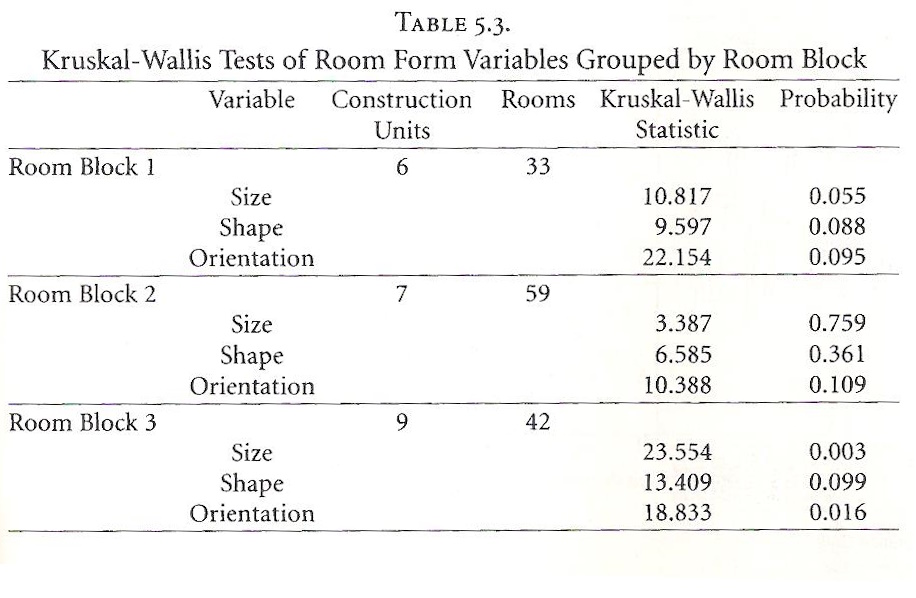 TABLE 5.3.
Kruskal-Wallis Tests of Room Form Variables Grouped by Room Block
Variable Construction Rooms Kruskal-Wallis Probability
Units Statistic
Room Block 1 6 33
Size 10.817 0.055
Shape 9.597 0.088
Orientation 22.154 0.095
Room Block 2 7 59
Size 3.387 0.759
Shape 6.585 0.361
Orientation 10.388 0.109
Room Block 3 9 42
Size 23.554 0.003
Shape 13.409 0.099
Orientation 18.833 0.016